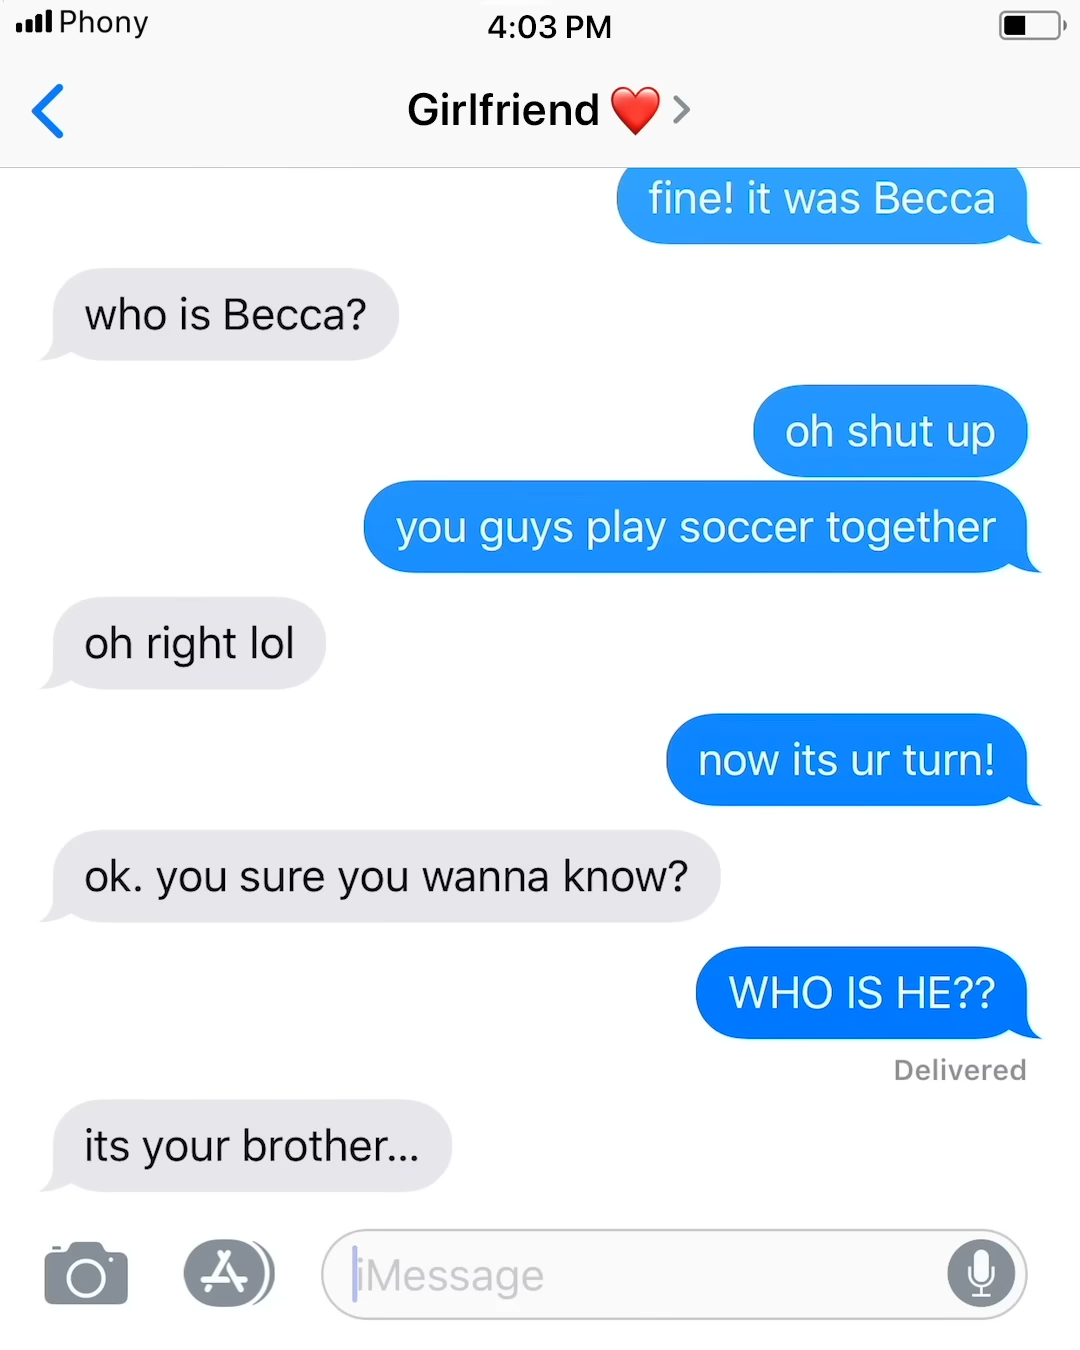 Phony
4:03 PM
Girlfriend ❤️
fine! it was Becca
who is Becca?
oh shut up
you guys play soccer together
oh right lol
now its ur turn!
ok. you sure you wanna know?
WHO IS HE??
Delivered
its your brother...
iMessage